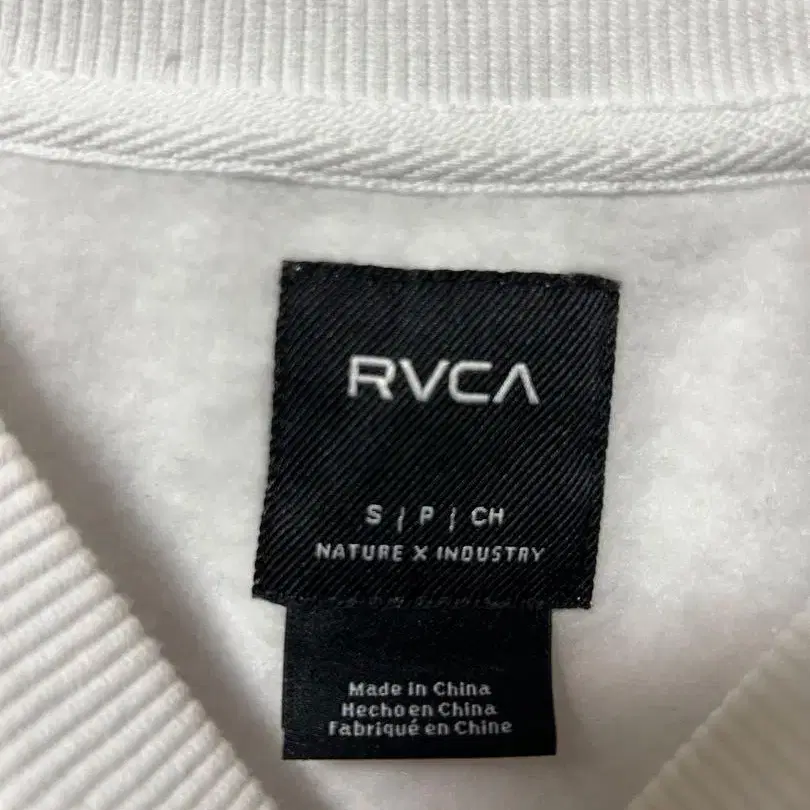 RVCA
S | P | CH
NATURE X INDUSTRY
Made in China
Hecho en China
Fabriqué en Chine